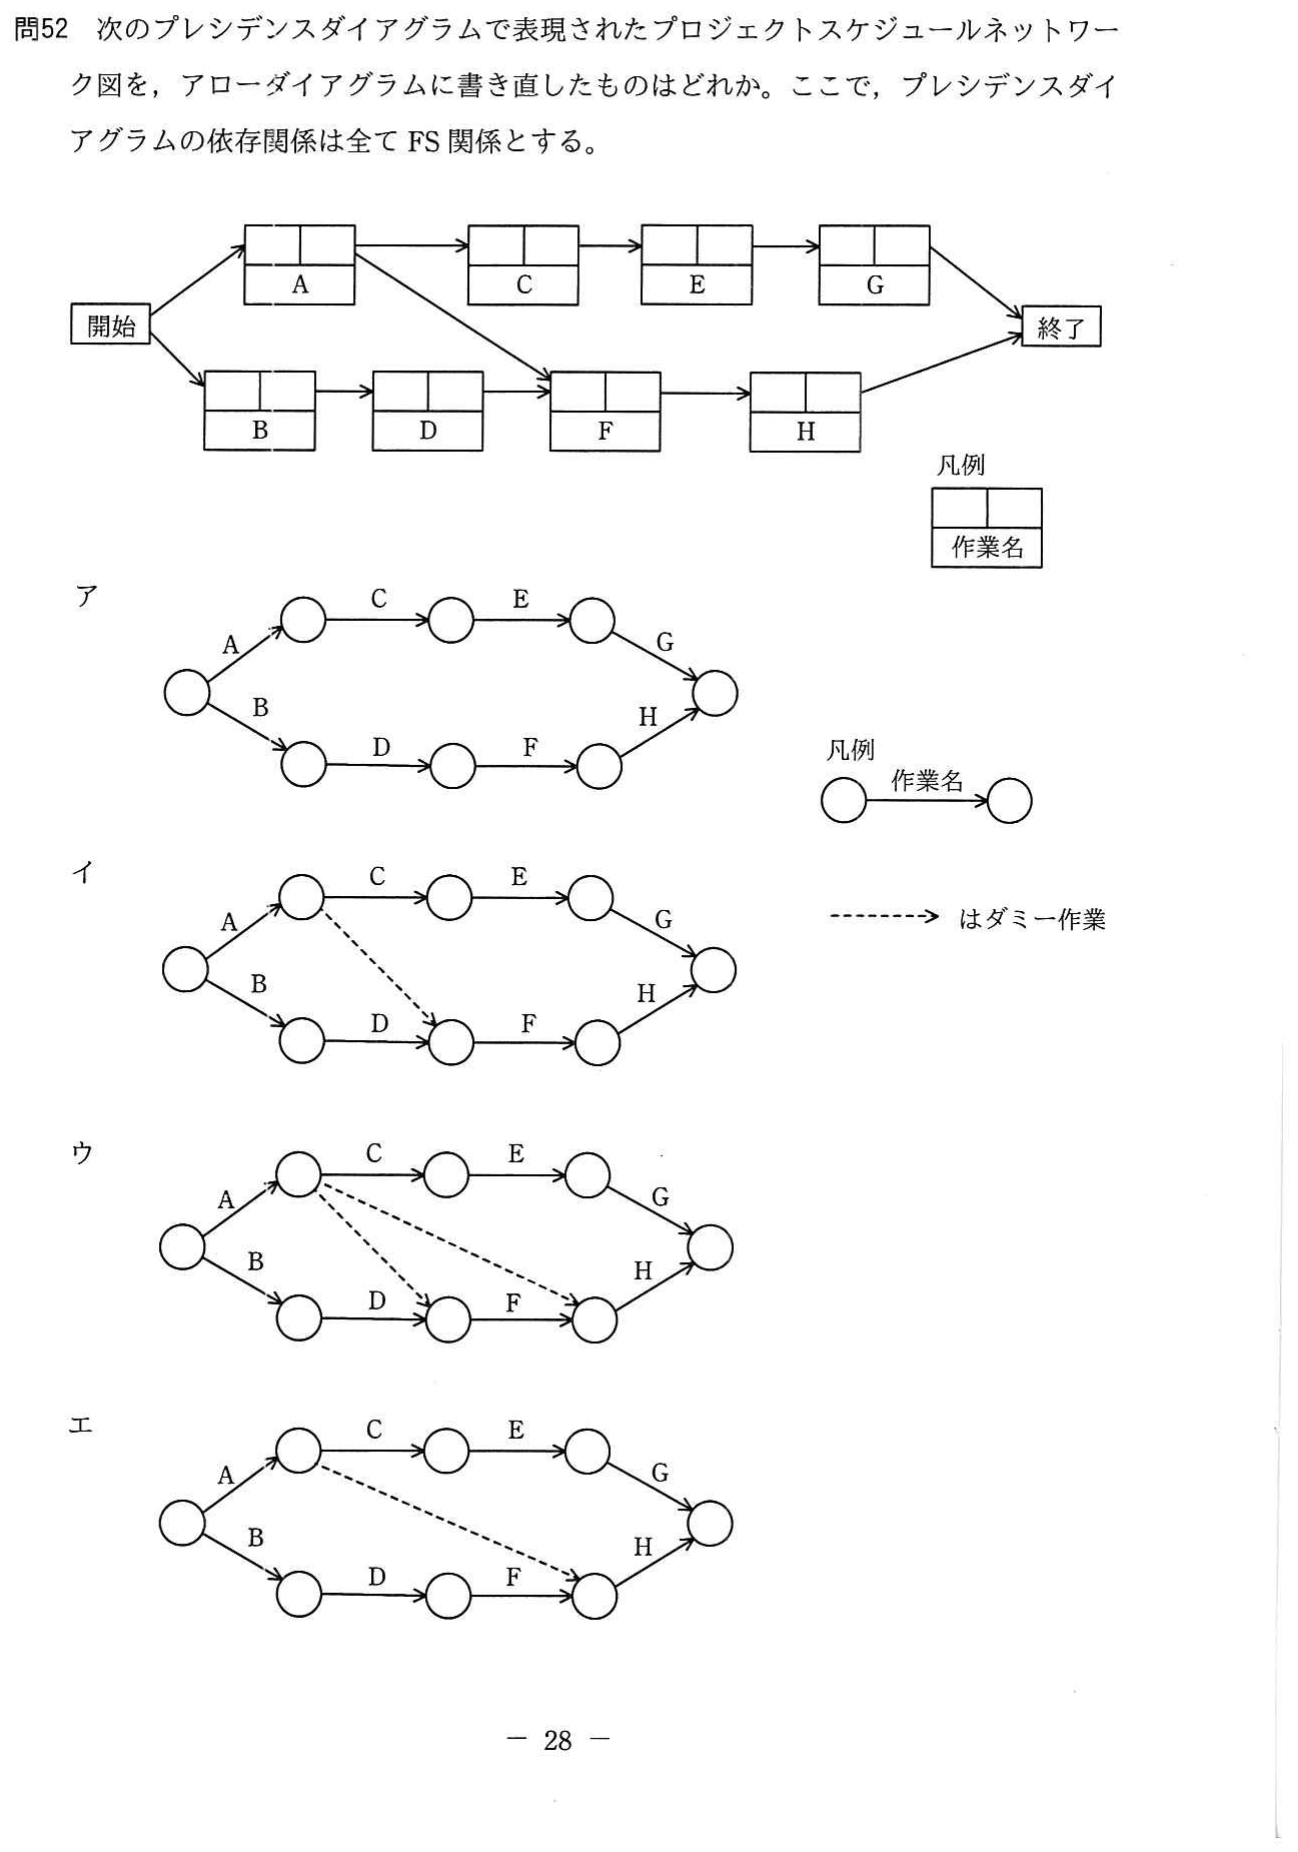 問52 次のプレシデンスダイアグラムで表現されたプロジェクトスケジュールネットワー
ク図を，アローダイアグラムに書き直したものはどれか。ここで，プレシデンスダイ
アグラムの依存関係は全て FS 関係とする。
A
C
E
G
開始
終了
B
D
F
H
凡例
作業名
ア
C
E
A
G
B
H
D
F
凡例
作業名
イ
C
E
A
G
B
H
D
F
はダミー作業
ウ
C
E
A
G
B
H
D
F
エ
C
E
A
G
B
H
D
F
－ 28 －